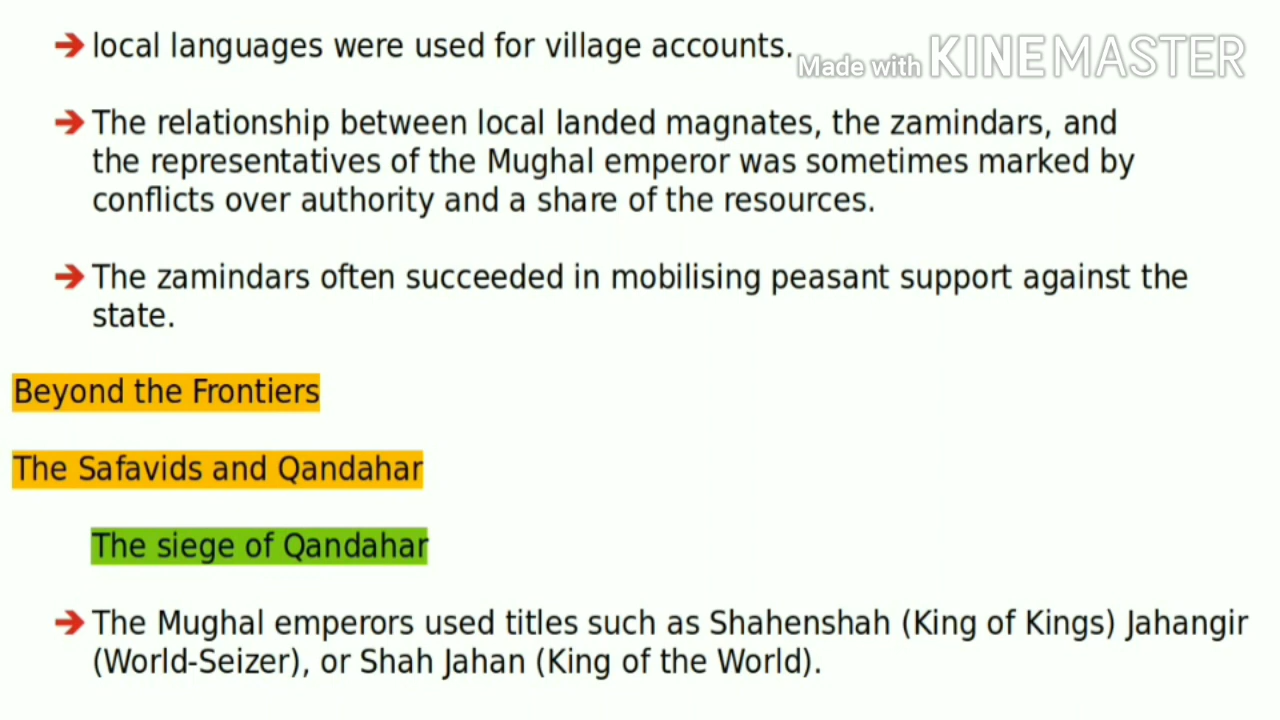 ➔ local languages were used for village accounts.
Made with KINEMASTER
➔ The relationship between local landed magnates, the zamindars, and
the representatives of the Mughal emperor was sometimes marked by
conflicts over authority and a share of the resources.
➔ The zamindars often succeeded in mobilising peasant support against the
state.
Beyond the Frontiers
The Safavids and Qandahar
The siege of Qandahar
➔ The Mughal emperors used titles such as Shahenshah (King of Kings) Jahangir
(World-Seizer), or Shah Jahan (King of the World).